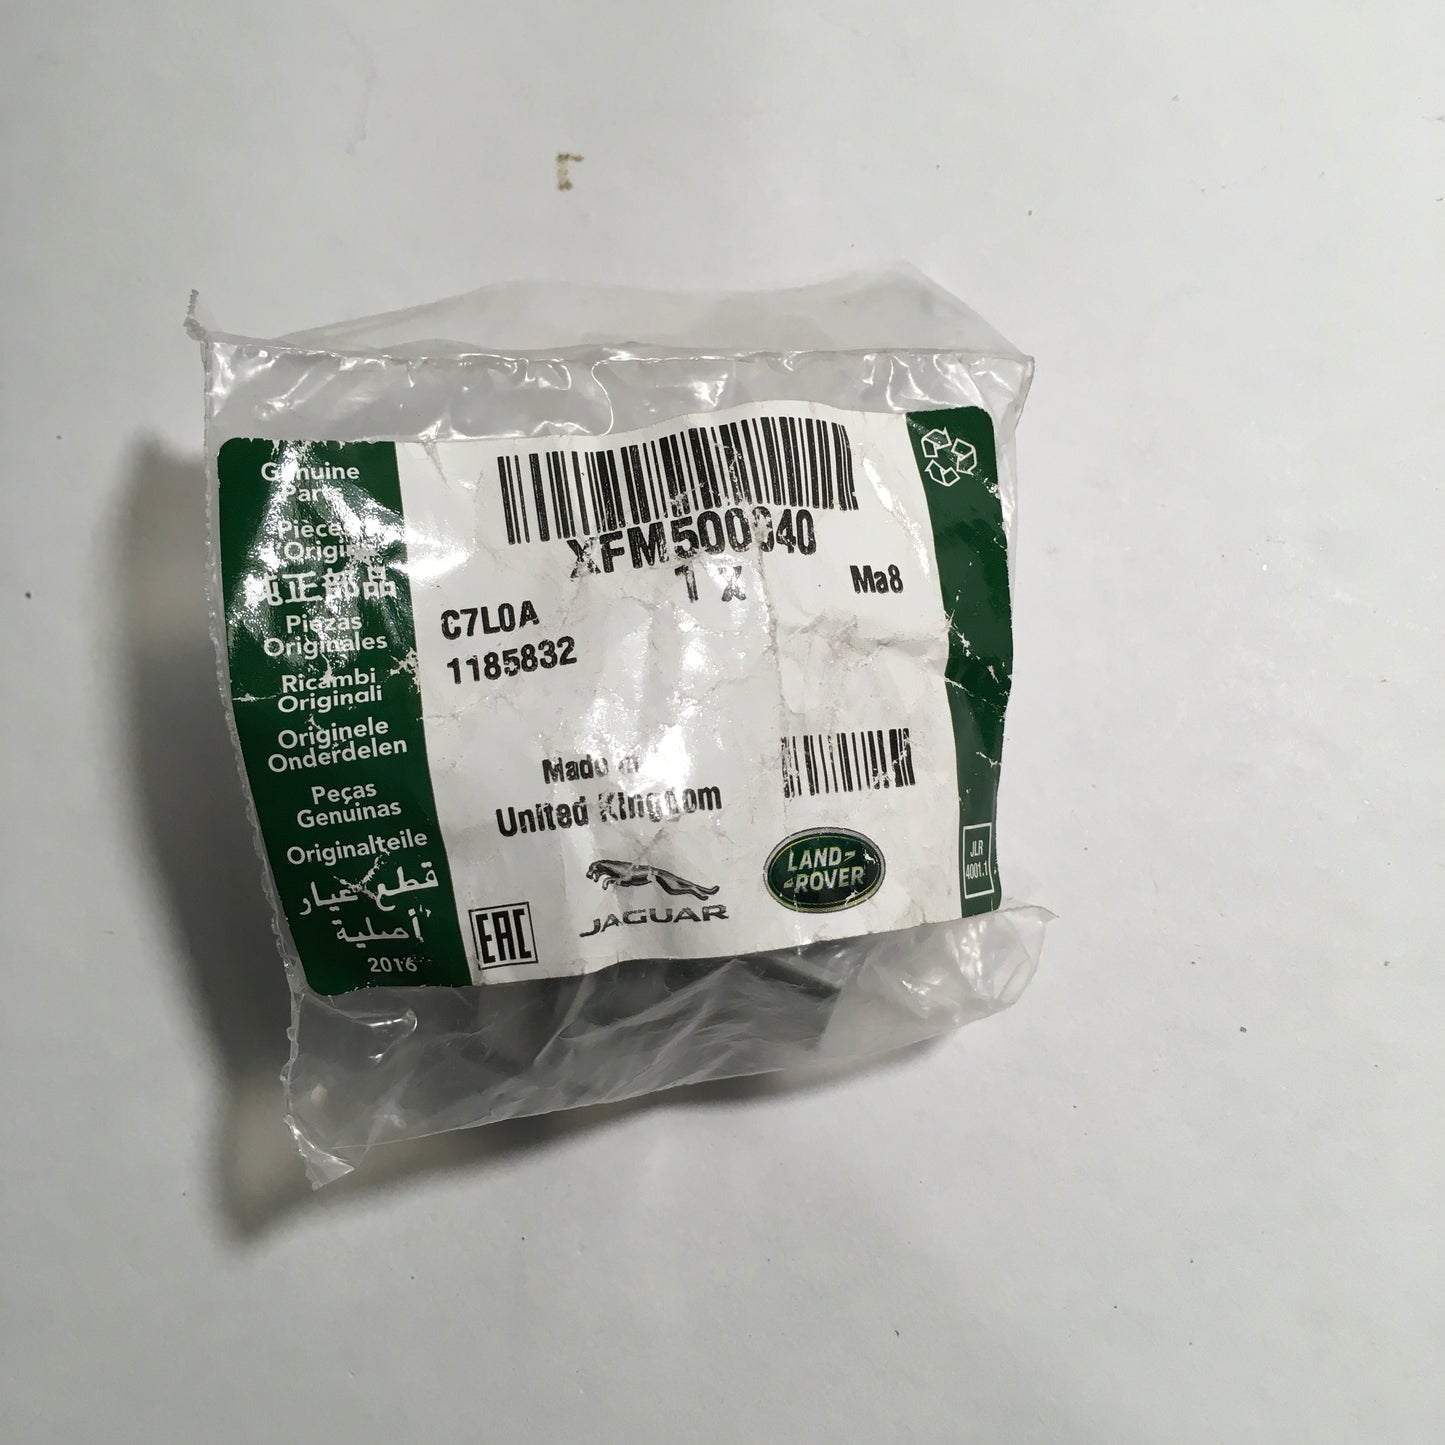 Genuine
Parts
Pièces
Origine
Piezas
Originales
Ricambi
Originali
Originele
Onderdelen
Peças
Genuinas
Originalteile
قطع غيار
أصلية
2016
XFM500040
1 X
Ma8
C7L0A
1185832
Made in
United Kingdom
EAC
JAGUAR
LAND-
-ROVER
JLR
4001.1